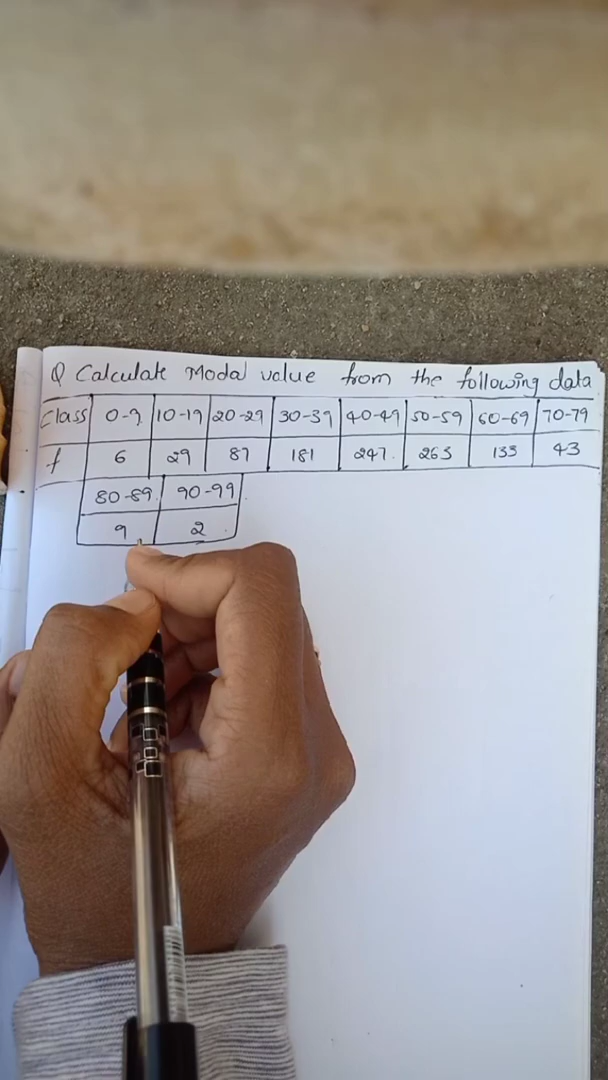 Q Calculate Modal value from the following data
Class 0-9 10-19 20-29 30-39 40-49 50-59 60-69 70-79
f 6 29 87 181 247 263 133 43
80-89 90-99
9 2